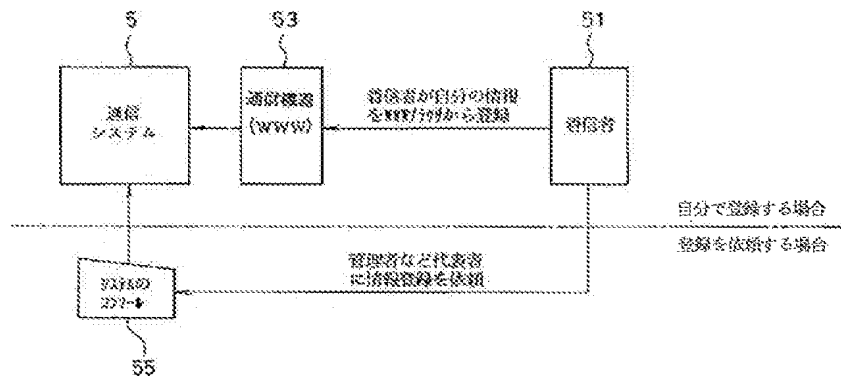 5
53
51
通信
システム
通信機道
(WWW)
着信者が自分の情報
をWWWﾌﾞﾗｳｻﾞから登録
着信者
自分で登録する場合
登録を依頼する場合
管理者など代表者
に情報登録を依頼
ｼｽﾃﾑの
ｺﾝｿｰﾙ
55